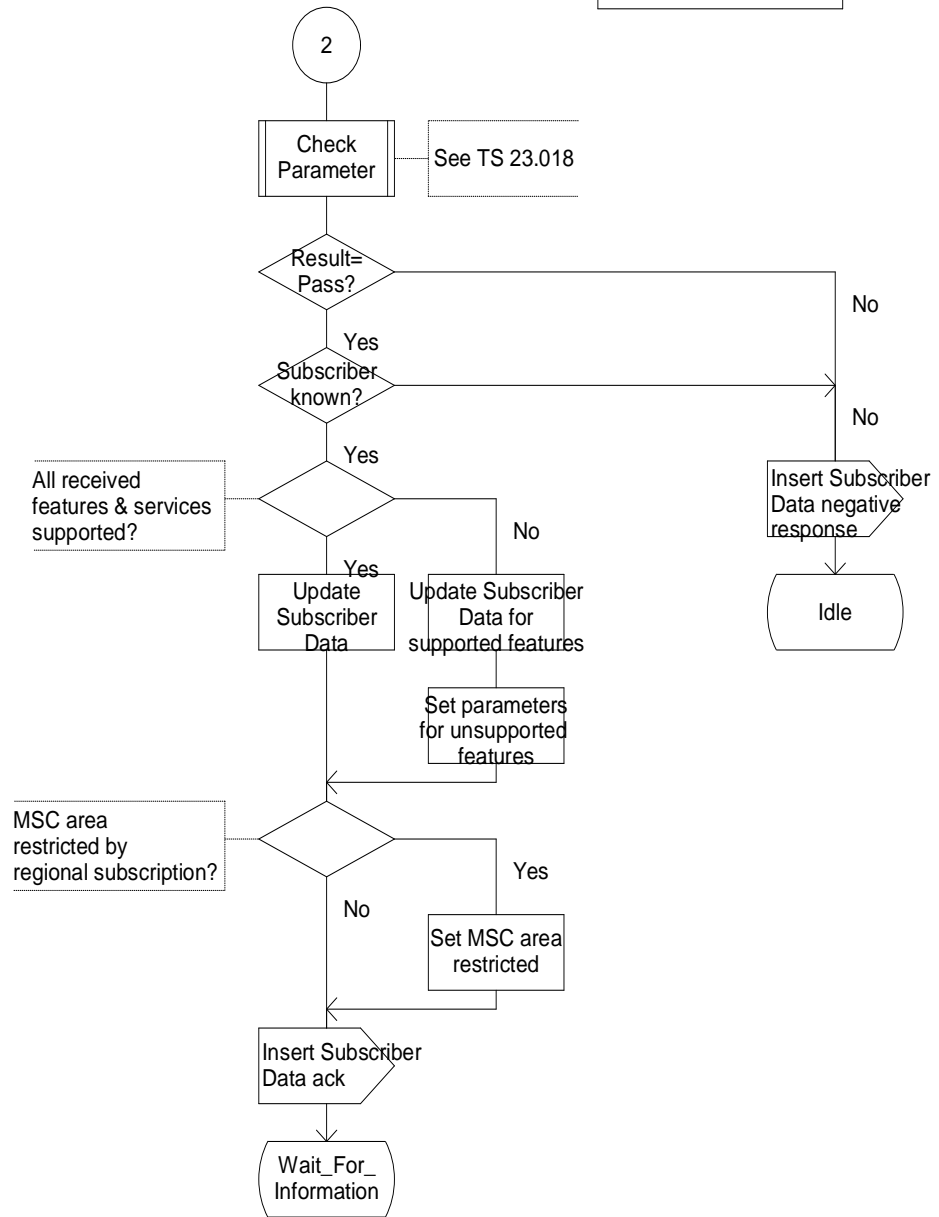 2
Check
Parameter
See TS 23.018
Result=
Pass?
No
Yes
Subscriber
known?
No
Yes
All received
features & services
supported?
Insert Subscriber
Data negative
response
No
Yes
Update
Subscriber
Data
Update Subscriber
Data for
supported features
Idle
Set parameters
for unsupported
features
MSC area
restricted by
regional subscription?
Yes
No
Set MSC area
restricted
Insert Subscriber
Data ack
Wait_For_
Information